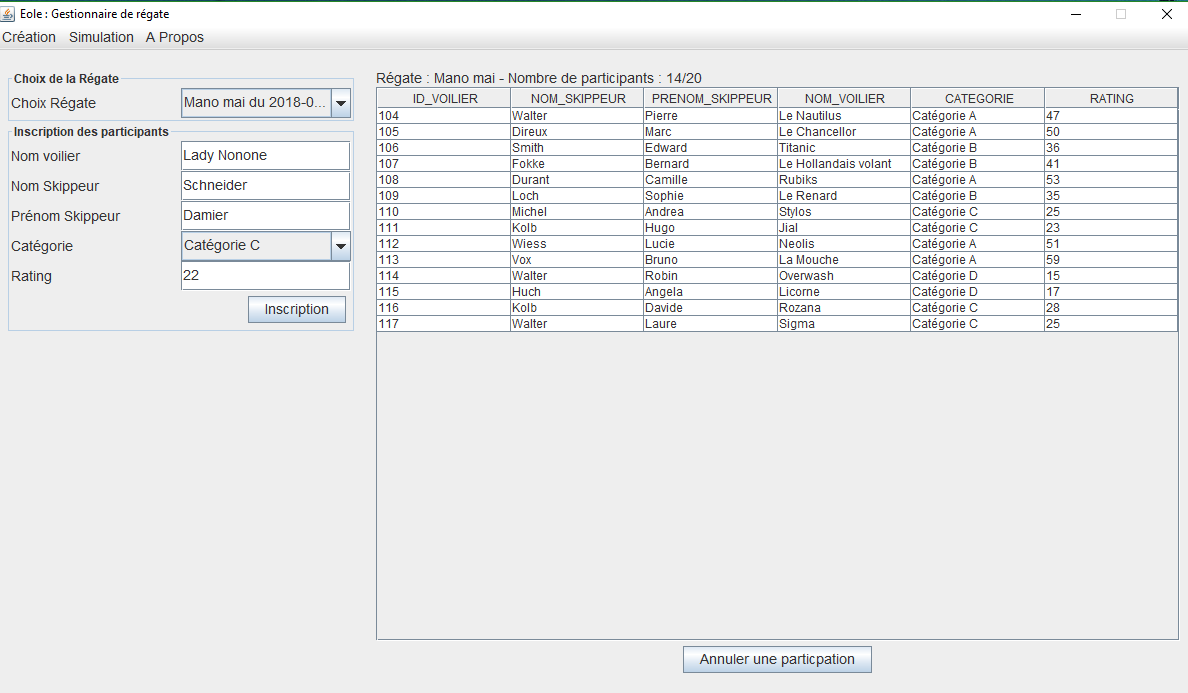 Eole : Gestionnaire de régate
Création Simulation A Propos
Choix de la Régate
Choix Régate Mano mai du 2018-0...
Inscription des participants
Nom voilier Lady Nonone
Nom Skippeur Schneider
Prénom Skippeur Damier
Catégorie Catégorie C
Rating 22
Inscription
Régate : Mano mai - Nombre de participants : 14/20
ID_VOILIER NOM_SKIPPEUR PRENOM_SKIPPEUR NOM_VOILIER CATEGORIE RATING
104 Walter Pierre Le Nautilus Catégorie A 47
105 Direux Marc Le Chancellor Catégorie A 50
106 Smith Edward Titanic Catégorie B 36
107 Fokke Bernard Le Hollandais volant Catégorie B 41
108 Durant Camille Rubiks Catégorie A 53
109 Loch Sophie Le Renard Catégorie B 35
110 Michel Andrea Stylos Catégorie C 25
111 Kolb Hugo Jial Catégorie C 23
112 Wiess Lucie Neolis Catégorie A 51
113 Vox Bruno La Mouche Catégorie A 59
114 Walter Robin Overwash Catégorie D 15
115 Huch Angela Licorne Catégorie D 17
116 Kolb Davide Rozana Catégorie C 28
117 Walter Laure Sigma Catégorie C 25
Annuler une particpation